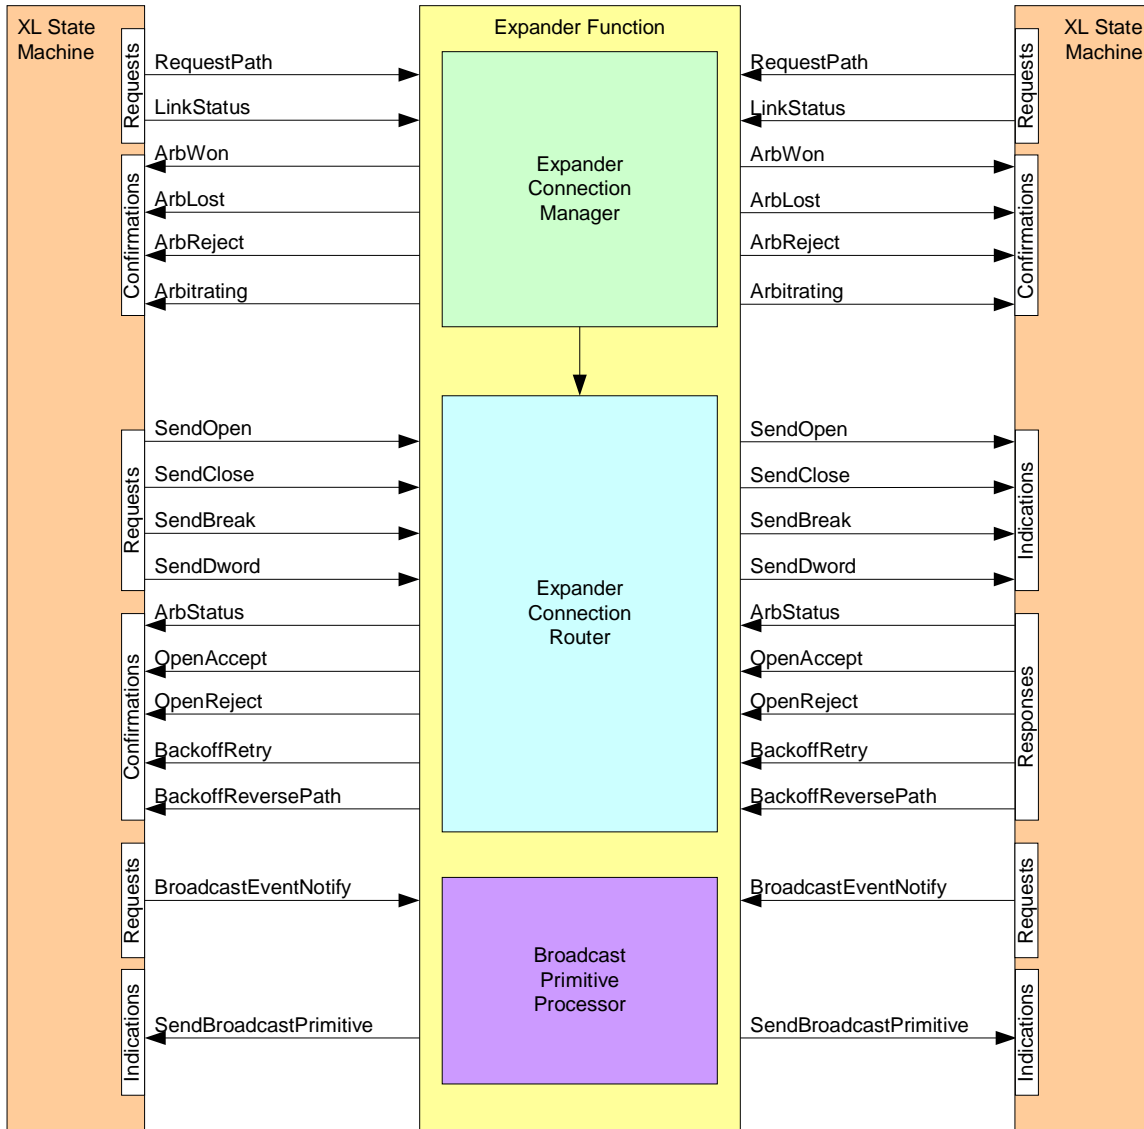 XL State
Machine
Expander Function
XL State
Machine
Requests
RequestPath
LinkStatus
Confirmations
ArbWon
ArbLost
ArbReject
Arbitrating
Expander
Connection
Manager
RequestPath
LinkStatus
Requests
ArbWon
ArbLost
ArbReject
Arbitrating
Confirmations
Requests
SendOpen
SendClose
SendBreak
SendDword
Confirmations
ArbStatus
OpenAccept
OpenReject
BackoffRetry
BackoffReversePath
Expander
Connection
Router
SendOpen
SendClose
SendBreak
SendDword
Indications
ArbStatus
OpenAccept
OpenReject
BackoffRetry
BackoffReversePath
Responses
Requests
BroadcastEventNotify
Indications
SendBroadcastPrimitive
Broadcast
Primitive
Processor
BroadcastEventNotify
Requests
SendBroadcastPrimitive
Indications